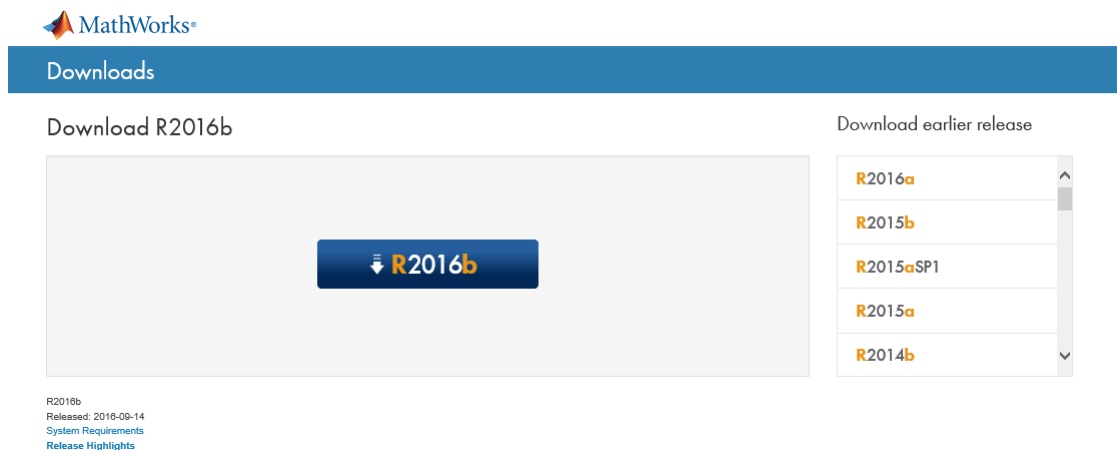 MathWorks®
Downloads
Download R2016b
R2016b
R2016b
Released: 2016-09-14
System Requirements
Release Highlights
Download earlier release
R2016a
R2015b
R2015aSP1
R2015a
R2014b